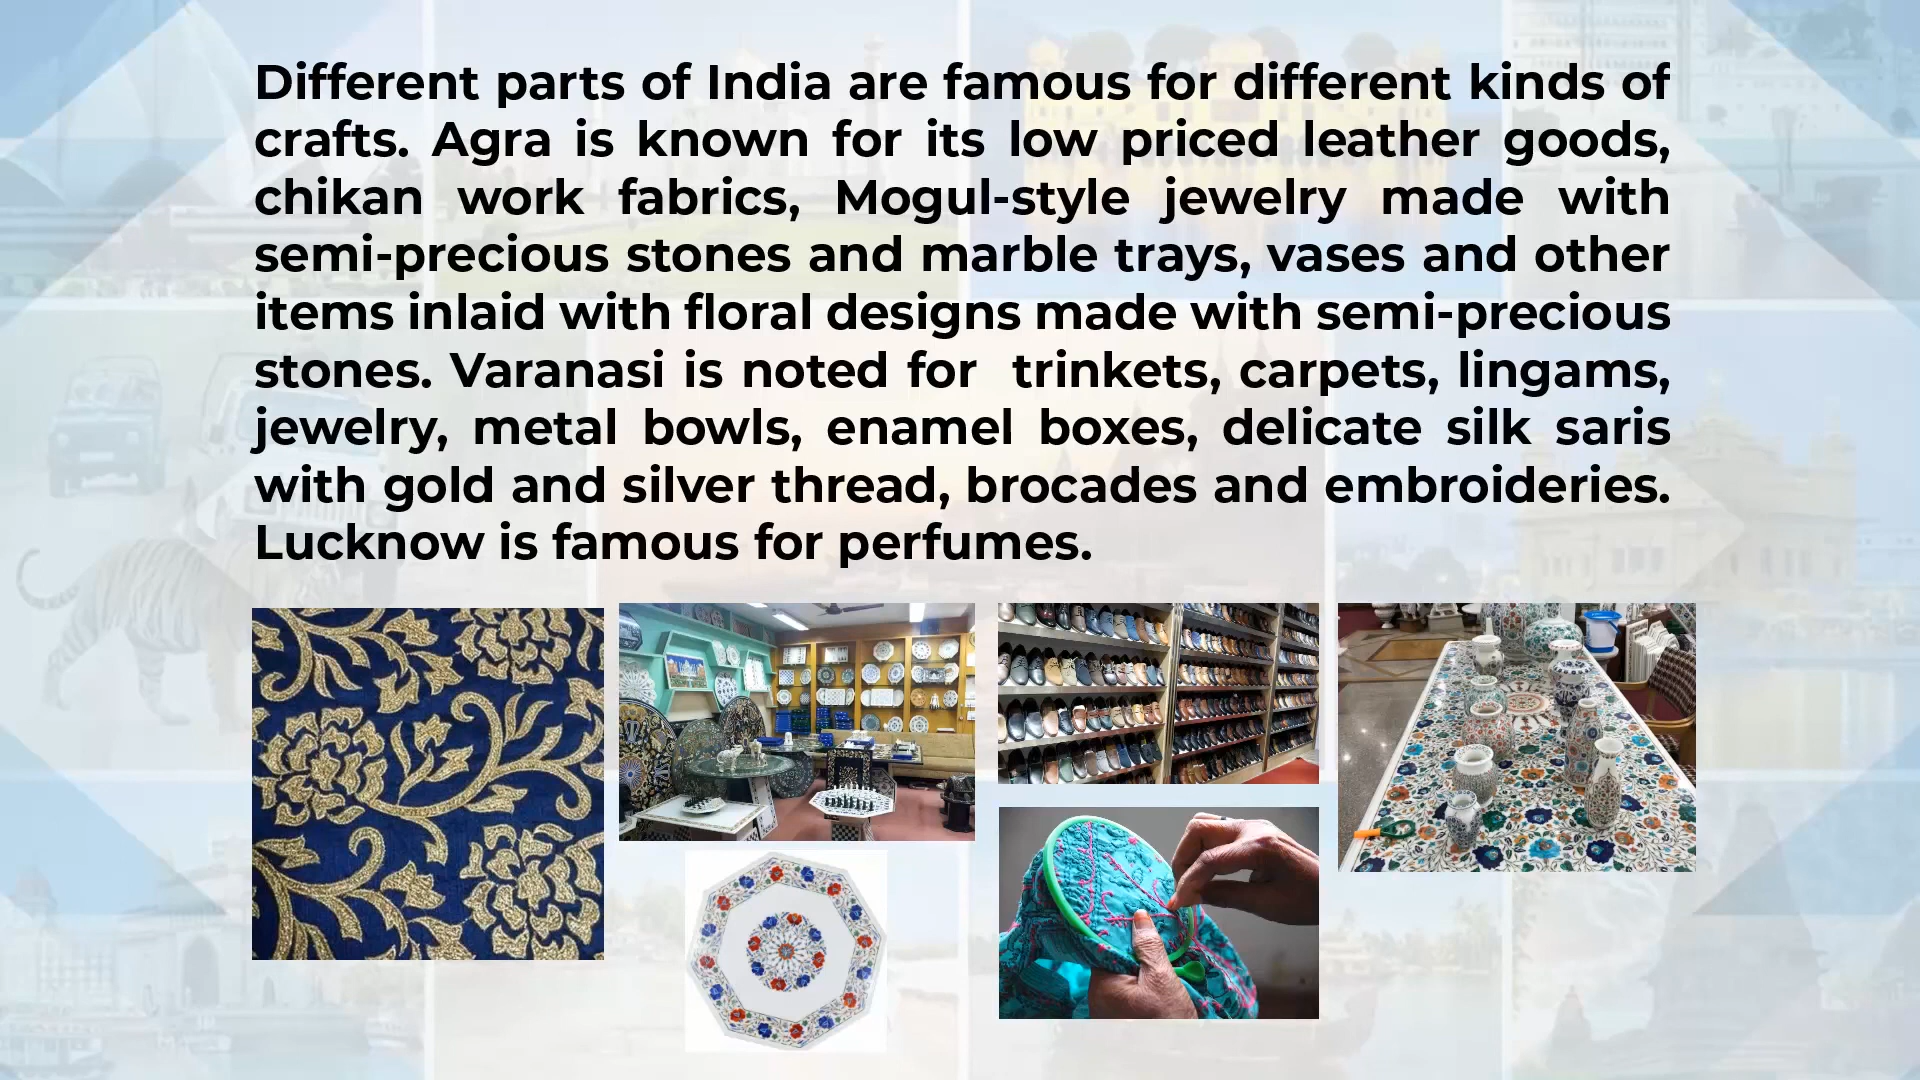 Different parts of India are famous for different kinds of
crafts. Agra is known for its low priced leather goods,
chikan work fabrics, Mogul-style jewelry made with
semi-precious stones and marble trays, vases and other
items inlaid with floral designs made with semi-precious
stones. Varanasi is noted for  trinkets, carpets, lingams,
jewelry, metal bowls, enamel boxes, delicate silk saris
with gold and silver thread, brocades and embroideries.
Lucknow is famous for perfumes.